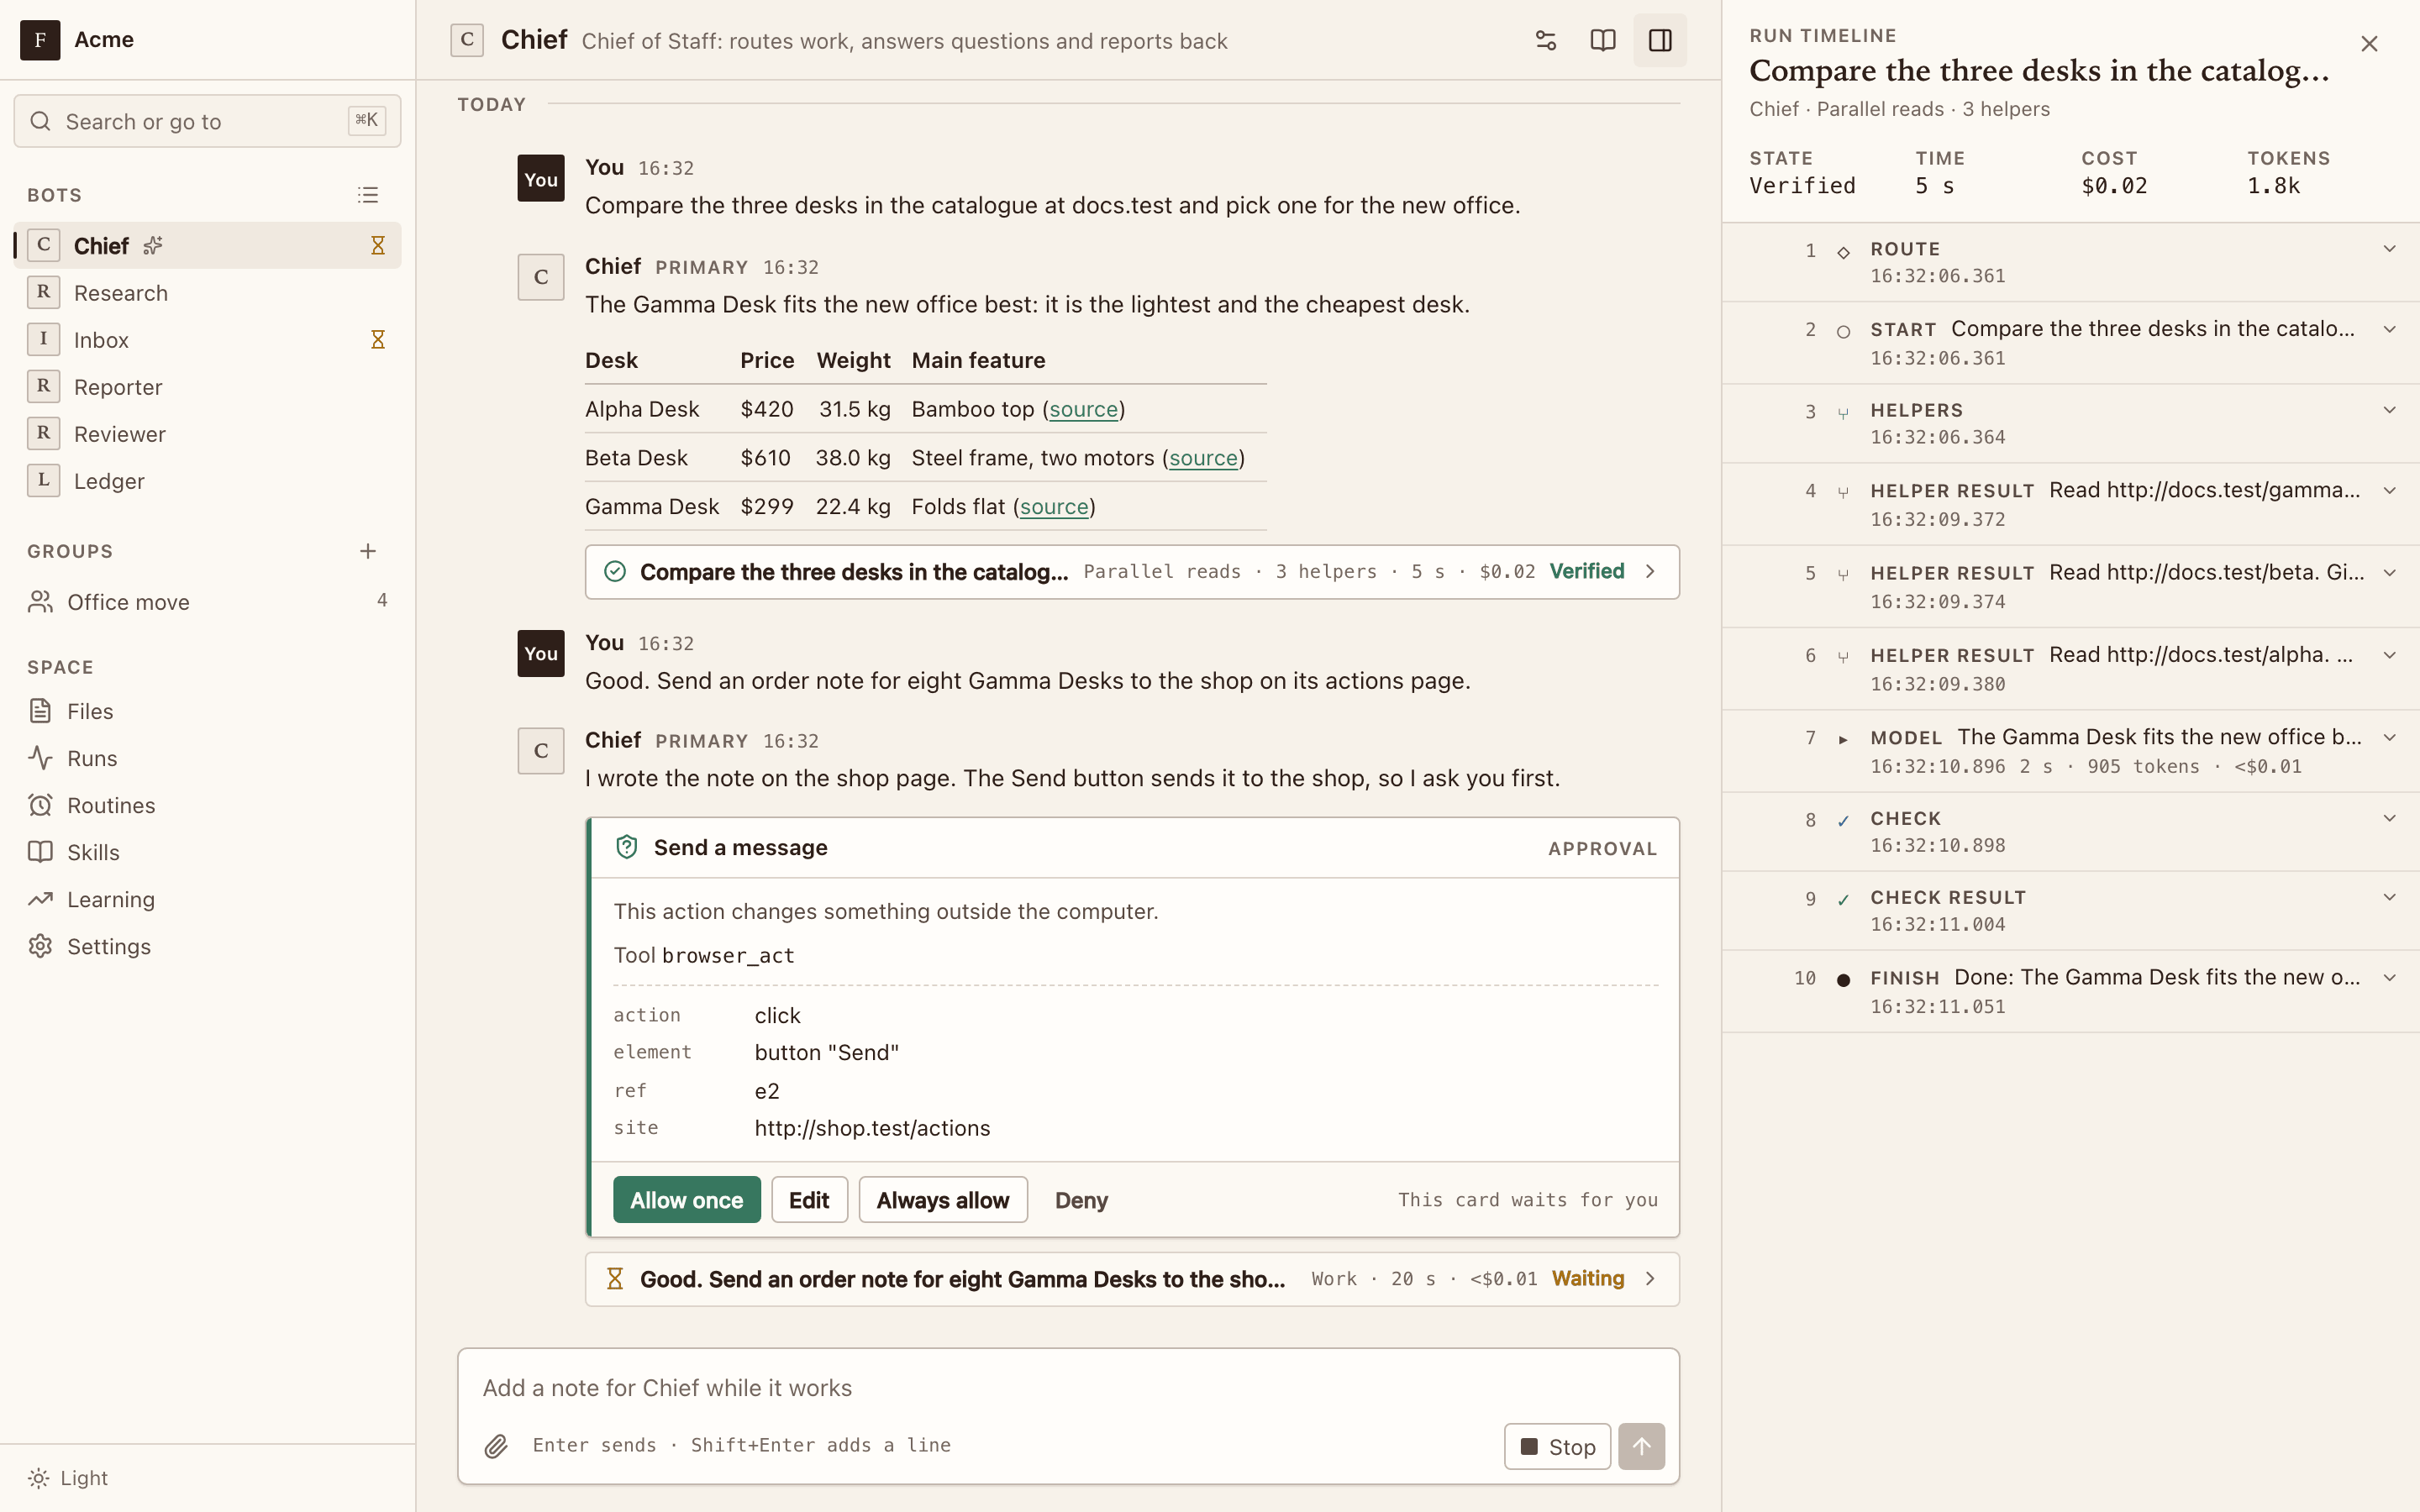 F Acme
Search or go to ⌘K
BOTS
C Chief
R Research
I Inbox
R Reporter
R Reviewer
L Ledger
GROUPS
Office move 4
SPACE
Files
Runs
Routines
Skills
Learning
Settings
Light
C Chief Chief of Staff: routes work, answers questions and reports back
TODAY
You You 16:32
Compare the three desks in the catalogue at docs.test and pick one for the new office.
C Chief PRIMARY 16:32
The Gamma Desk fits the new office best: it is the lightest and the cheapest desk.
Desk Price Weight Main feature
Alpha Desk $420 31.5 kg Bamboo top (source)
Beta Desk $610 38.0 kg Steel frame, two motors (source)
Gamma Desk $299 22.4 kg Folds flat (source)
Compare the three desks in the catalog... Parallel reads · 3 helpers · 5 s · $0.02 Verified
You You 16:32
Good. Send an order note for eight Gamma Desks to the shop on its actions page.
C Chief PRIMARY 16:32
I wrote the note on the shop page. The Send button sends it to the shop, so I ask you first.
Send a message APPROVAL
This action changes something outside the computer.
Tool browser_act
action click
element button "Send"
ref e2
site http://shop.test/actions
Allow once Edit Always allow Deny This card waits for you
Good. Send an order note for eight Gamma Desks to the sho... Work · 20 s · <$0.01 Waiting
Add a note for Chief while it works
Enter sends · Shift+Enter adds a line Stop
RUN TIMELINE
Compare the three desks in the catalog...
Chief · Parallel reads · 3 helpers
STATE TIME COST TOKENS
Verified 5 s $0.02 1.8k
1 ROUTE
16:32:06.361
2 START Compare the three desks in the catalo...
16:32:06.361
3 HELPERS
16:32:06.364
4 HELPER RESULT Read http://docs.test/gamma...
16:32:09.372
5 HELPER RESULT Read http://docs.test/beta. Gi...
16:32:09.374
6 HELPER RESULT Read http://docs.test/alpha. ...
16:32:09.380
7 MODEL The Gamma Desk fits the new office b...
16:32:10.896 2 s · 905 tokens · <$0.01
8 CHECK
16:32:10.898
9 CHECK RESULT
16:32:11.004
10 FINISH Done: The Gamma Desk fits the new o...
16:32:11.051